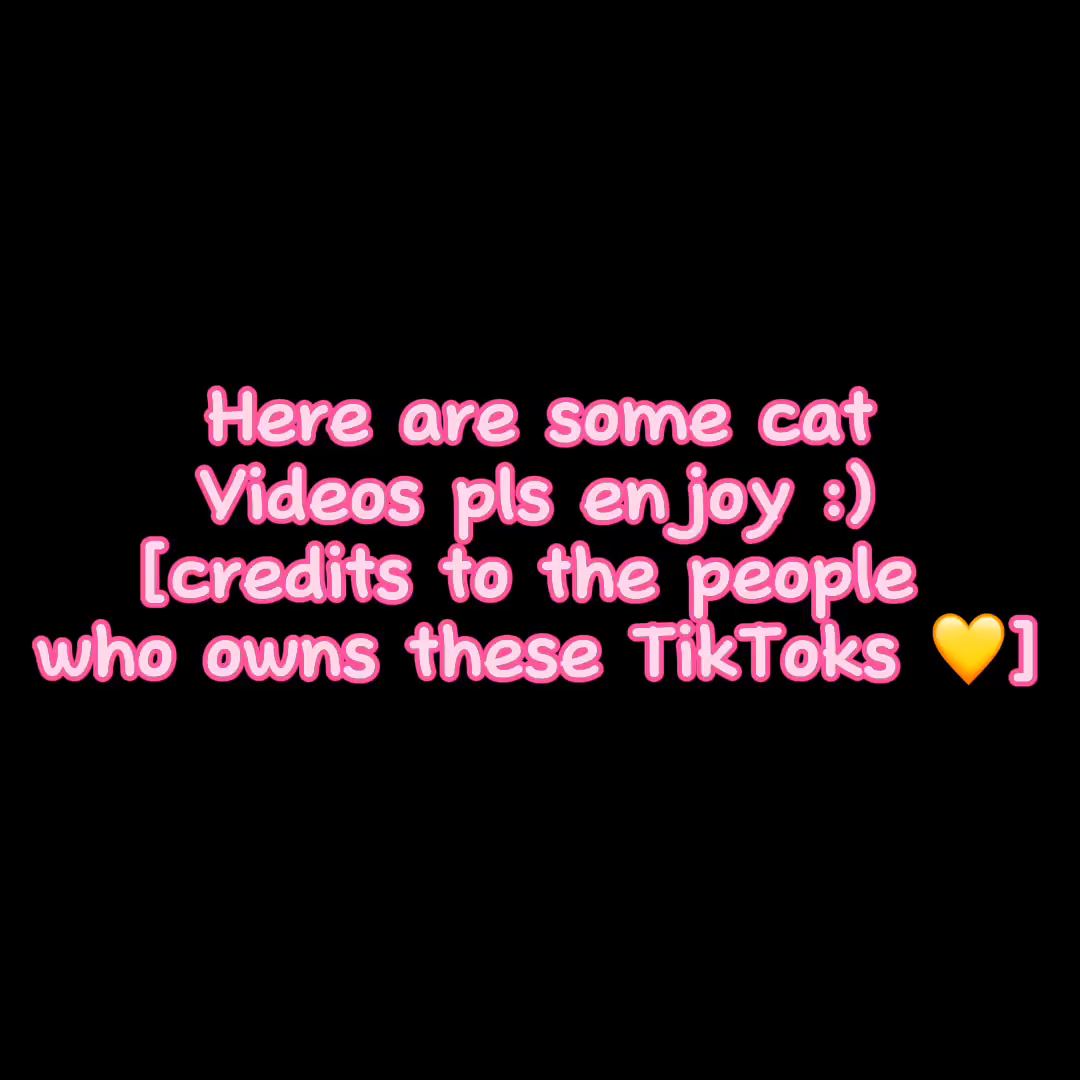 Here are some cat
Videos pls enjoy :)
[credits to the people
who owns these TikToks 💛]